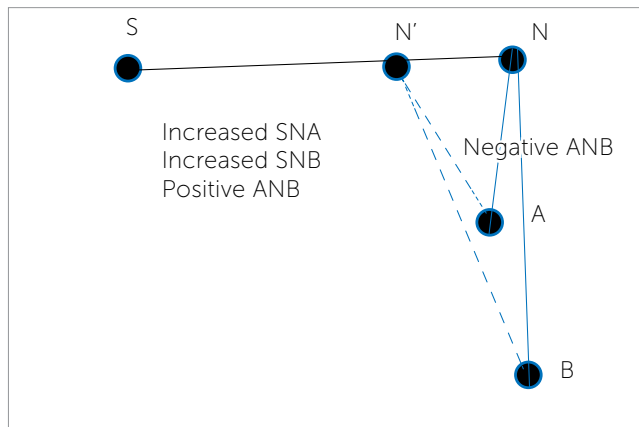 S
N’
N
Increased SNA
Increased SNB
Positive ANB
Negative ANB
A
B